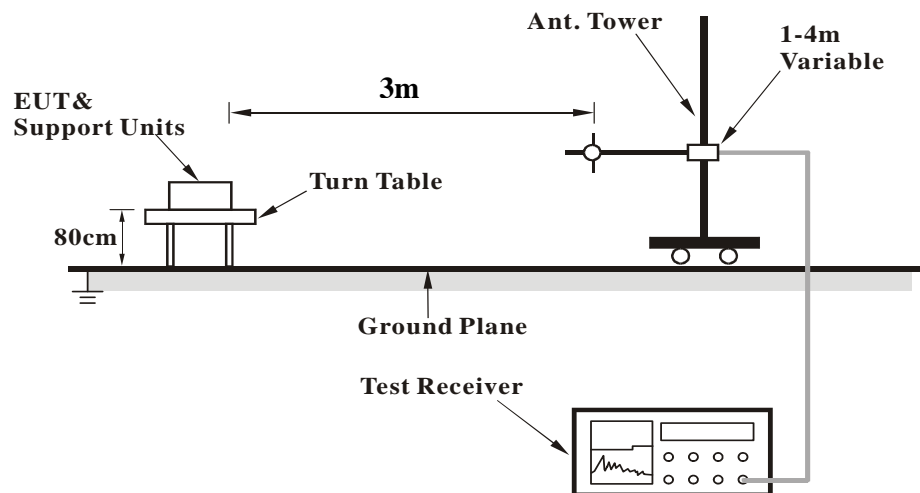 Ant. Tower
1-4m
Variable
3m
EUT&
Support Units
Turn Table
80cm
Ground Plane
Test Receiver